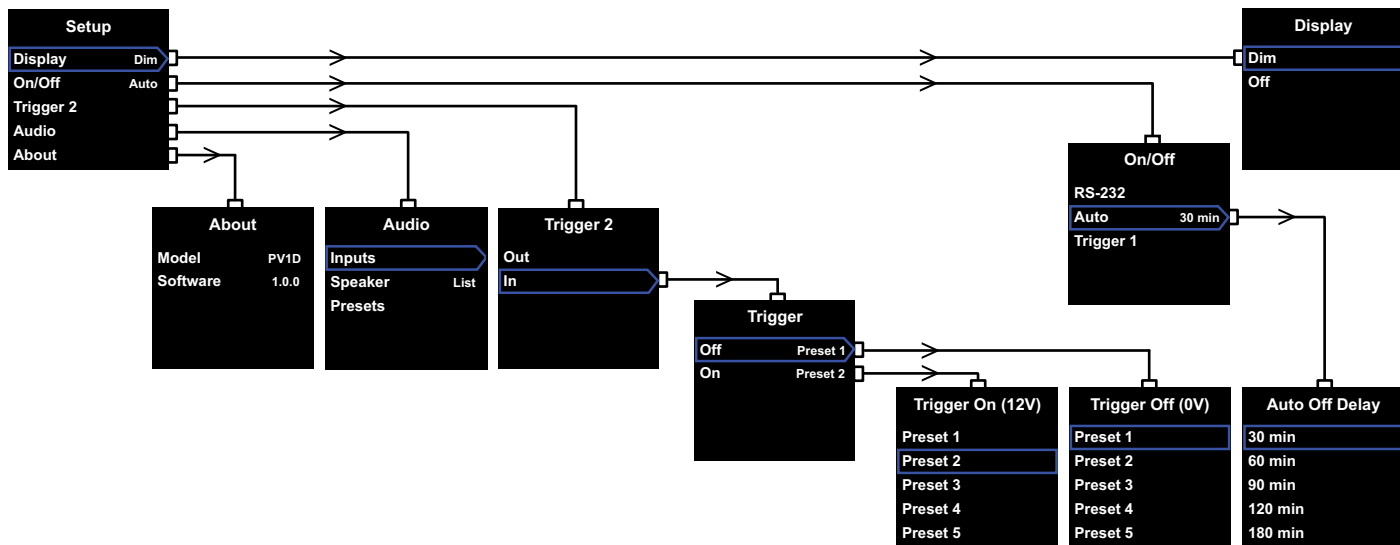 Setup
Display Dim
On/Off Auto
Trigger 2
Audio
About
Display
Dim
Off
On/Off
RS-232
Auto 30 min
Trigger 1
About
Model PV1D
Software 1.0.0
Audio
Inputs
Speaker List
Presets
Trigger 2
Out
In
Trigger
Off Preset 1
On Preset 2
Trigger On (12V)
Preset 1
Preset 2
Preset 3
Preset 4
Preset 5
Trigger Off (0V)
Preset 1
Preset 2
Preset 3
Preset 4
Preset 5
Auto Off Delay
30 min
60 min
90 min
120 min
180 min